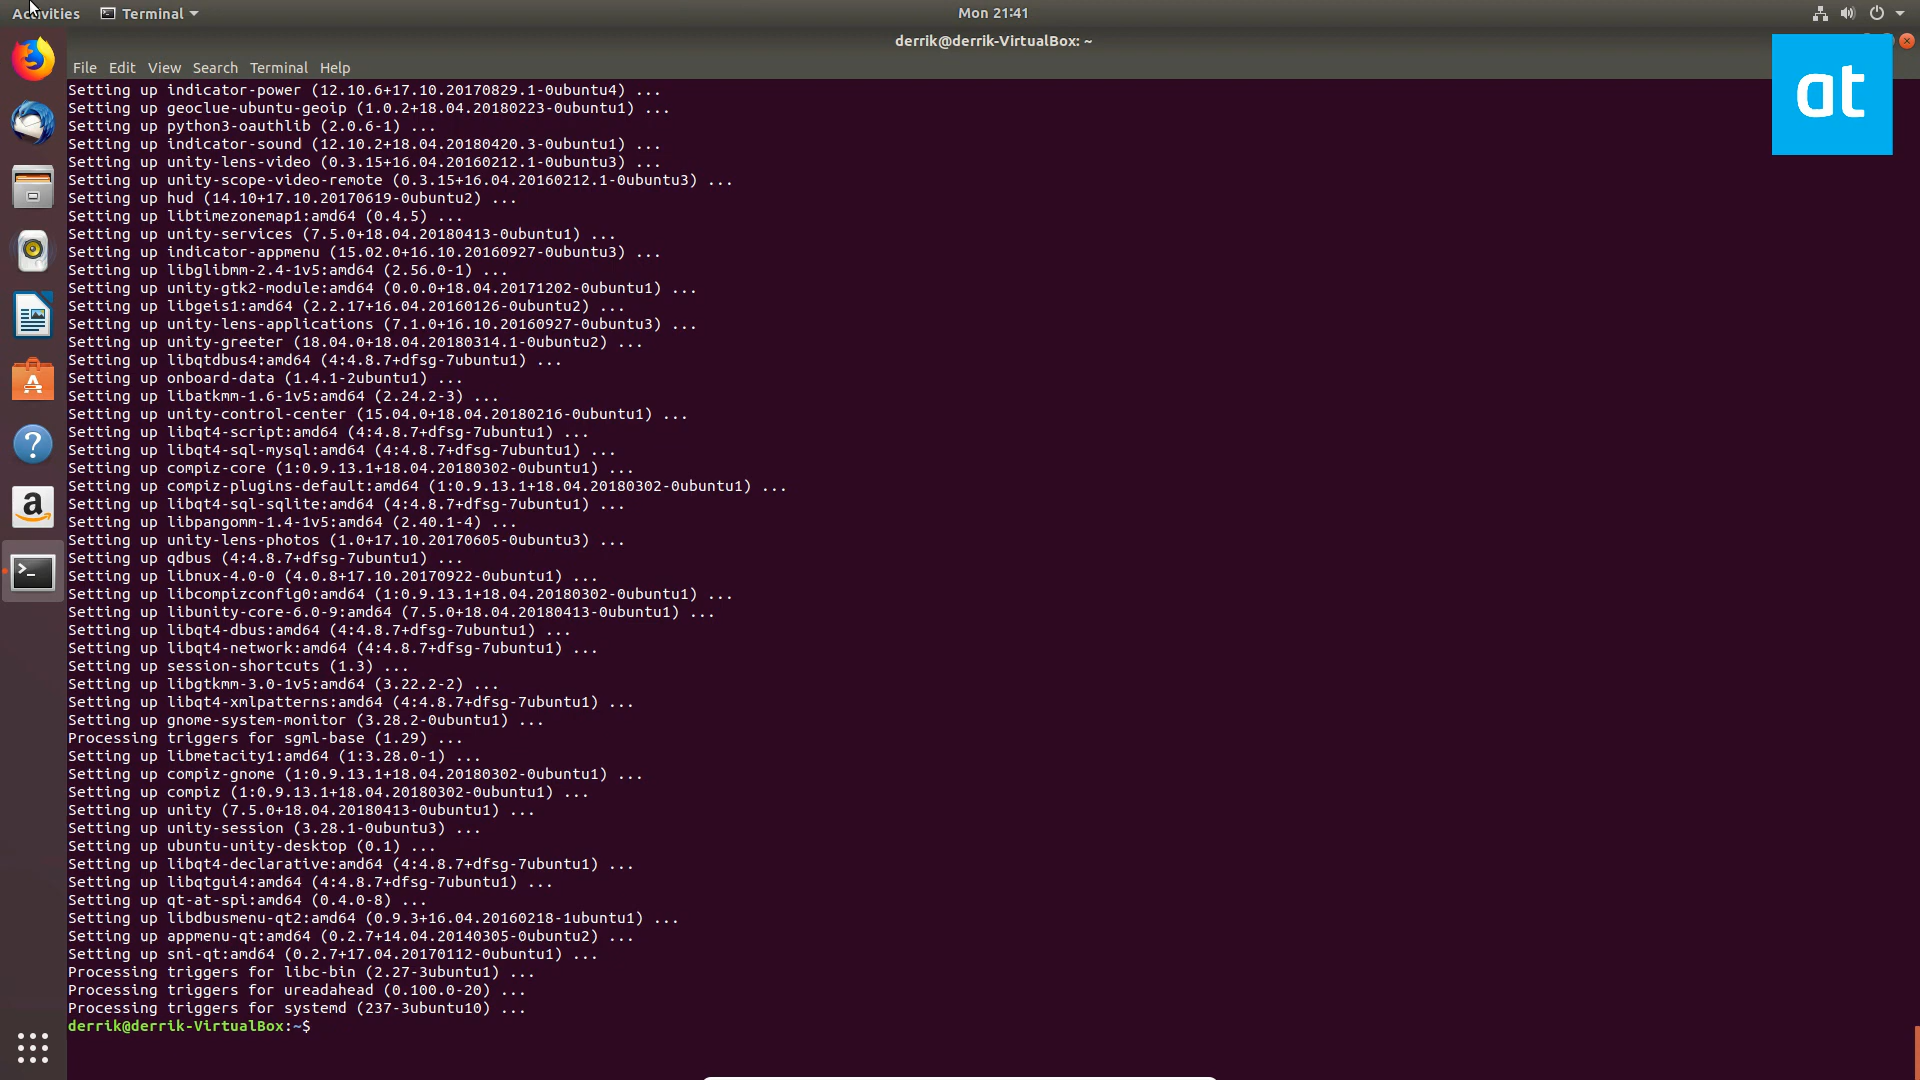 Activities Terminal Mon 21:41
derrik@derrik-VirtualBox: ~
File Edit View Search Terminal Help
at
Setting up indicator-power (12.10.6+17.10.20170829.1-0ubuntu4) ...
Setting up geoclue-ubuntu-geoip (1.0.2+18.04.20180223-0ubuntu1) ...
Setting up python3-oauthlib (2.0.6-1) ...
Setting up indicator-sound (12.10.2+18.04.20180420.3-0ubuntu1) ...
Setting up unity-lens-video (0.3.15+16.04.20160212.1-0ubuntu3) ...
Setting up unity-scope-video-remote (0.3.15+16.04.20160212.1-0ubuntu3) ...
Setting up hud (14.10+17.10.20170619-0ubuntu2) ...
Setting up libtimezonemap1:amd64 (0.4.5) ...
Setting up unity-services (7.5.0+18.04.20180413-0ubuntu1) ...
Setting up indicator-appmenu (15.02.0+16.10.20160927-0ubuntu3) ...
Setting up libglibmm-2.4-1v5:amd64 (2.56.0-1) ...
Setting up unity-gtk2-module:amd64 (0.0.0+18.04.20171202-0ubuntu1) ...
Setting up libgeis1:amd64 (2.2.17+16.04.20160126-0ubuntu2) ...
Setting up unity-lens-applications (7.1.0+16.10.20160927-0ubuntu3) ...
Setting up unity-greeter (18.04.0+18.04.20180314.1-0ubuntu2) ...
Setting up libqtdbus4:amd64 (4:4.8.7+dfsg-7ubuntu1) ...
Setting up onboard-data (1.4.1-2ubuntu1) ...
Setting up libatkmm-1.6-1v5:amd64 (2.24.2-3) ...
Setting up unity-control-center (15.04.0+18.04.20180216-0ubuntu1) ...
Setting up libqt4-script:amd64 (4:4.8.7+dfsg-7ubuntu1) ...
Setting up libqt4-sql-mysql:amd64 (4:4.8.7+dfsg-7ubuntu1) ...
Setting up compiz-core (1:0.9.13.1+18.04.20180302-0ubuntu1) ...
Setting up compiz-plugins-default:amd64 (1:0.9.13.1+18.04.20180302-0ubuntu1) ...
Setting up libqt4-sql-sqlite:amd64 (4:4.8.7+dfsg-7ubuntu1) ...
Setting up libpangomm-1.4-1v5:amd64 (2.40.1-4) ...
Setting up unity-lens-photos (1.0+17.10.20170605-0ubuntu3) ...
Setting up qdbus (4:4.8.7+dfsg-7ubuntu1) ...
Setting up libnux-4.0-0 (4.0.8+17.10.20170922-0ubuntu1) ...
Setting up libcompizconfig0:amd64 (1:0.9.13.1+18.04.20180302-0ubuntu1) ...
Setting up libunity-core-6.0-9:amd64 (7.5.0+18.04.20180413-0ubuntu1) ...
Setting up libqt4-dbus:amd64 (4:4.8.7+dfsg-7ubuntu1) ...
Setting up libqt4-network:amd64 (4:4.8.7+dfsg-7ubuntu1) ...
Setting up session-shortcuts (1.3) ...
Setting up libgtkmm-3.0-1v5:amd64 (3.22.2-2) ...
Setting up libqt4-xmlpatterns:amd64 (4:4.8.7+dfsg-7ubuntu1) ...
Setting up gnome-system-monitor (3.28.2-0ubuntu1) ...
Processing triggers for sgml-base (1.29) ...
Setting up libmetacity1:amd64 (1:3.28.0-1) ...
Setting up compiz-gnome (1:0.9.13.1+18.04.20180302-0ubuntu1) ...
Setting up compiz (1:0.9.13.1+18.04.20180302-0ubuntu1) ...
Setting up unity (7.5.0+18.04.20180413-0ubuntu1) ...
Setting up unity-session (3.28.1-0ubuntu3) ...
Setting up ubuntu-unity-desktop (0.1) ...
Setting up libqt4-declarative:amd64 (4:4.8.7+dfsg-7ubuntu1) ...
Setting up libqtgui4:amd64 (4:4.8.7+dfsg-7ubuntu1) ...
Setting up qt-at-spi:amd64 (0.4.0-8) ...
Setting up libdbusmenu-qt2:amd64 (0.9.3+16.04.20160218-1ubuntu1) ...
Setting up appmenu-qt:amd64 (0.2.7+14.04.20140305-0ubuntu2) ...
Setting up sni-qt:amd64 (0.2.7+17.04.20170112-0ubuntu1) ...
Processing triggers for libc-bin (2.27-3ubuntu1) ...
Processing triggers for ureadahead (0.100.0-20) ...
Processing triggers for systemd (237-3ubuntu10) ...
derrik@derrik-VirtualBox:~$